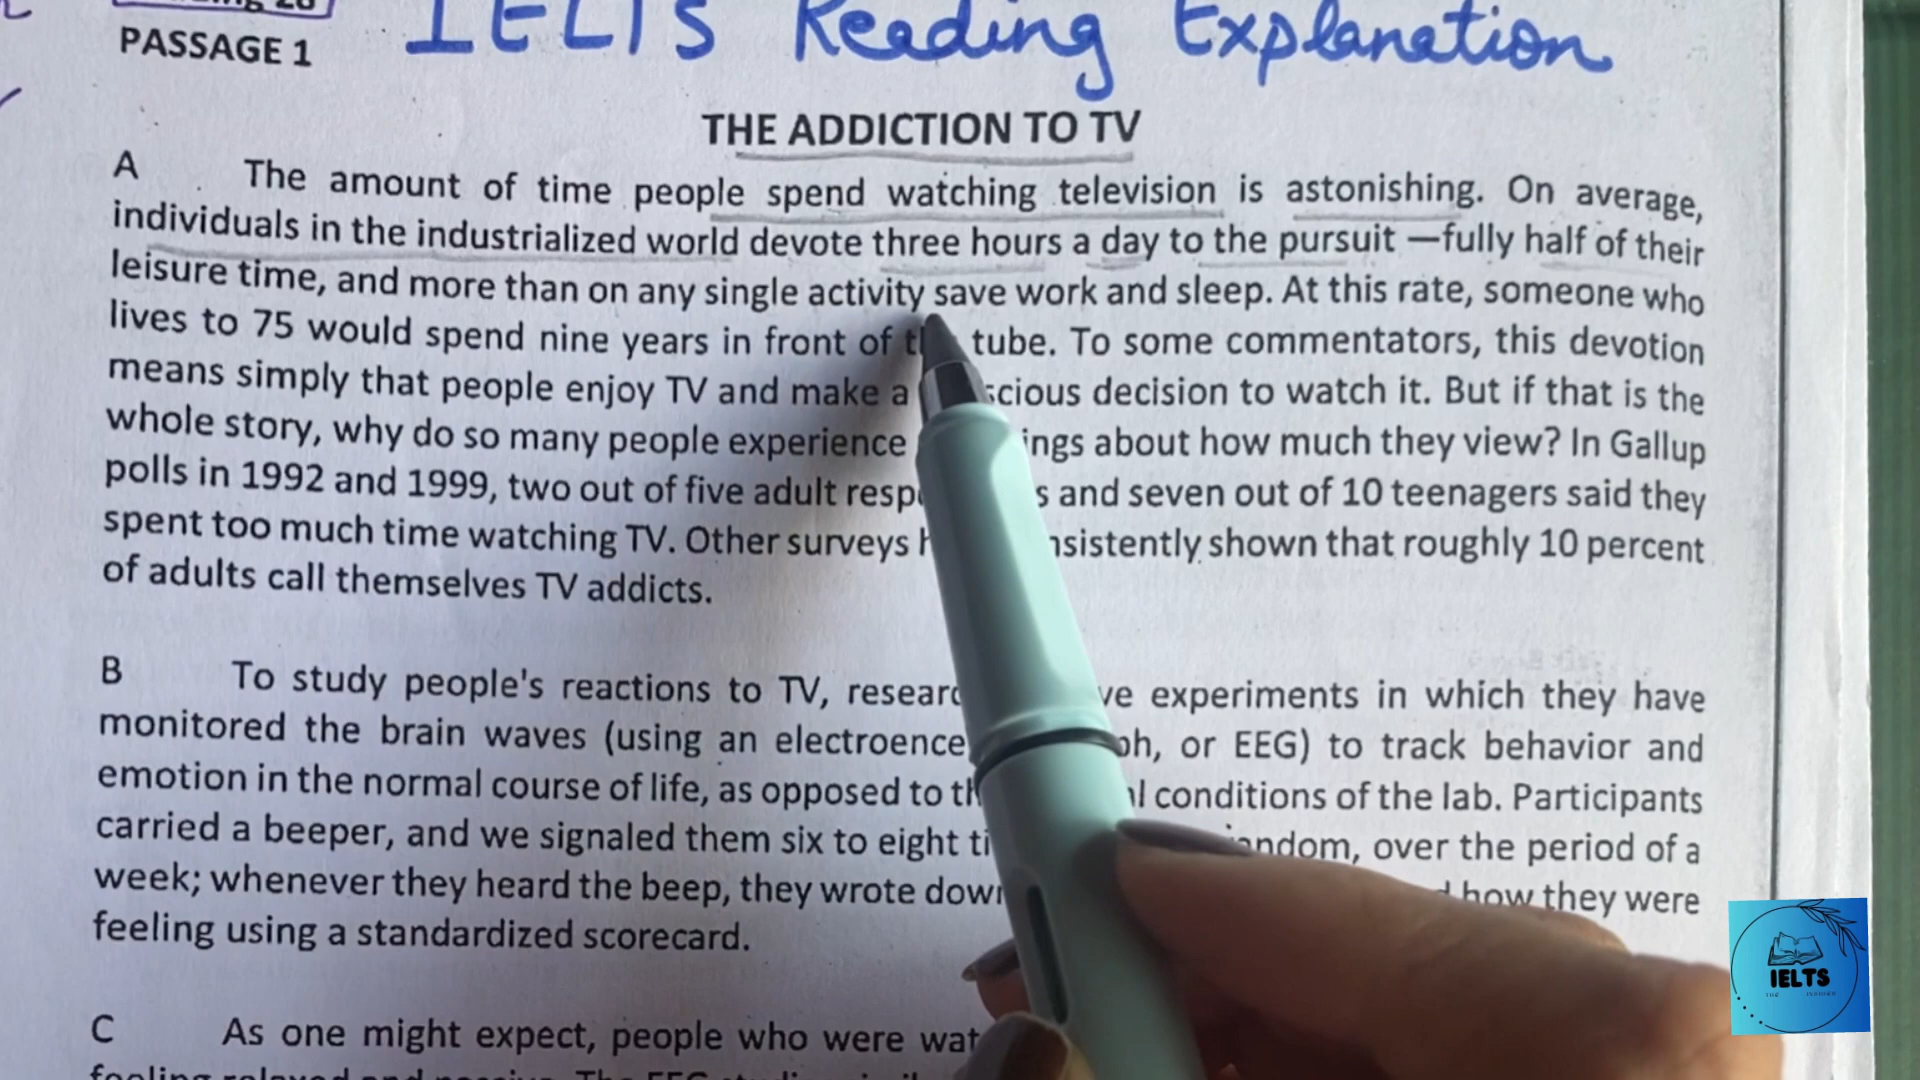 PASSAGE 1
IELTS Reading Explanation
THE ADDICTION TO TV
A The amount of time people spend watching television is astonishing. On average,
individuals in the industrialized world devote three hours a day to the pursuit —fully half of their
leisure time, and more than on any single activity save work and sleep. At this rate, someone who
lives to 75 would spend nine years in front of tube. To some commentators, this devotion
means simply that people enjoy TV and make a decision to watch it. But if that is the
whole story, why do so many people experience about how much they view? In Gallup
polls in 1992 and 1999, two out of five adult and seven out of 10 teenagers said they
spent too much time watching TV. Other surveys shown that roughly 10 percent
of adults call themselves TV addicts.
B To study people's reactions to TV, experiments in which they have
monitored the brain waves (using an or EEG) to track behavior and
emotion in the normal course of life, as opposed to conditions of the lab. Participants
carried a beeper, and we signaled them six to eight over the period of a
week; whenever they heard the beep, they wrote how they were
feeling using a standardized scorecard.
C As one might expect, people who were
IELTS